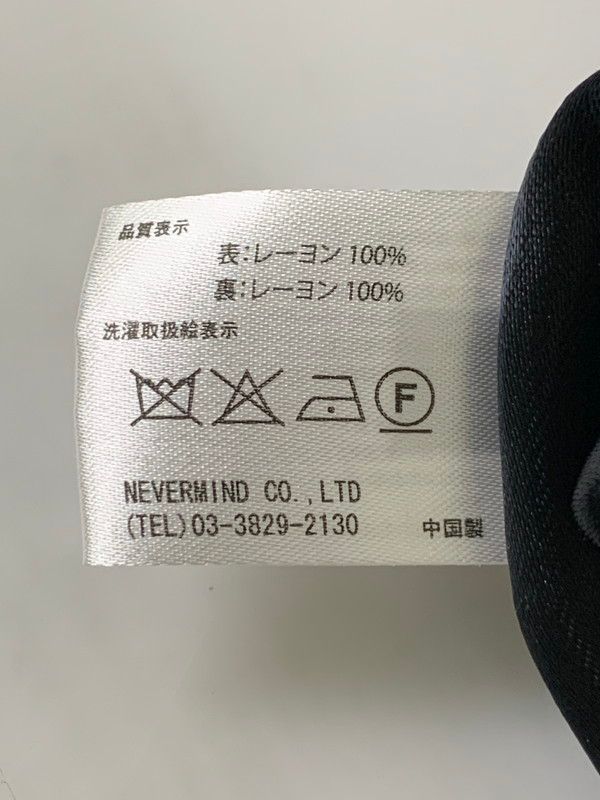 品質表示
表:レーヨン 100%
裏:レーヨン 100%
洗濯取扱絵表示
F
NEVERMIND CO.,LTD
(TEL)03-3829-2130 中国製